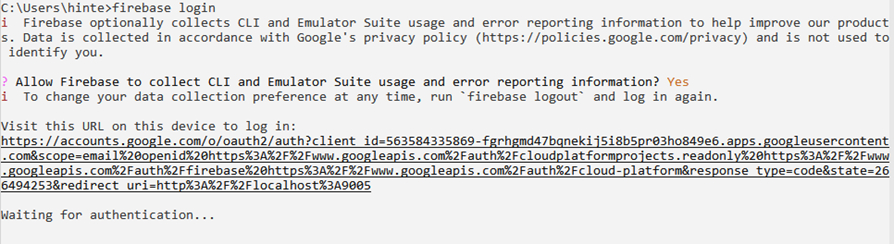 C:\Users\hinte>firebase login
i  Firebase optionally collects CLI and Emulator Suite usage and error reporting information to help improve our product
s. Data is collected in accordance with Google's privacy policy (https://policies.google.com/privacy) and is not used to
 identify you.
? Allow Firebase to collect CLI and Emulator Suite usage and error reporting information? Yes
i  To change your data collection preference at any time, run `firebase logout` and log in again.
Visit this URL on this device to log in:
https://accounts.google.com/o/oauth2/auth?client_id=563584335869-fgrhgmd47bqnekij5i8b5pr03ho849e6.apps.googleusercontent
.com&scope=email%20openid%20https%3A%2F%2Fwww.googleapis.com%2Fauth%2Fcloudplatformprojects.readonly%20https%3A%2F%2Fwww
.googleapis.com%2Fauth%2Ffirebase%20https%3A%2F%2Fwww.googleapis.com%2Fauth%2Fcloud-platform&response_type=code&state=26
6494253&redirect_uri=http%3A%2F%2Flocalhost%3A9005
Waiting for authentication...